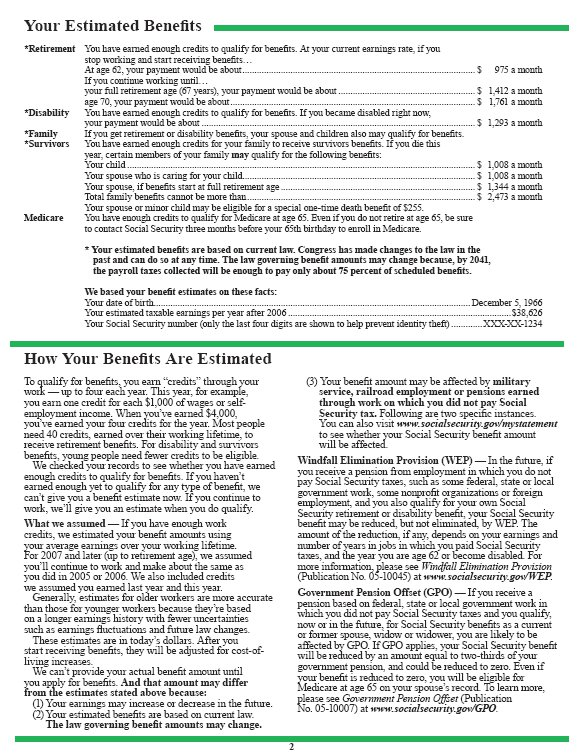 Your Estimated Benefits
*Retirement You have earned enough credits to qualify for benefits. At your current earnings rate, if you
stop working and start receiving benefits…
At age 62, your payment would be about.......... $ 975 a month
If you continue working until…
your full retirement age (67 years), your payment would be about .......... $ 1,412 a month
age 70, your payment would be about.......... $ 1,761 a month
*Disability You have earned enough credits to qualify for benefits. If you became disabled right now,
your payment would be about .......... $ 1,293 a month
*Family If you get retirement or disability benefits, your spouse and children also may qualify for benefits.
*Survivors You have earned enough credits for your family to receive survivors benefits. If you die this
year, certain members of your family may qualify for the following benefits:
Your child .......... $ 1,008 a month
Your spouse who is caring for your child.......... $ 1,008 a month
Your spouse, if benefits start at full retirement age .......... $ 1,344 a month
Total family benefits cannot be more than.......... $ 2,473 a month
Your spouse or minor child may be eligible for a special one-time death benefit of $255.
Medicare You have enough credits to qualify for Medicare at age 65. Even if you do not retire at age 65, be sure
to contact Social Security three months before your 65th birthday to enroll in Medicare.
* Your estimated benefits are based on current law. Congress has made changes to the law in the
past and can do so at any time. The law governing benefit amounts may change because, by 2041,
the payroll taxes collected will be enough to pay only about 75 percent of scheduled benefits.
We based your benefit estimates on these facts:
Your date of birth.......... December 5, 1966
Your estimated taxable earnings per year after 2006 ..........$38,626
Your Social Security number (only the last four digits are shown to help prevent identity theft) ..........XXX-XX-1234
How Your Benefits Are Estimated
To qualify for benefits, you earn “credits” through your
work — up to four each year. This year, for example,
you earn one credit for each $1,000 of wages or self-
employment income. When you’ve earned $4,000,
you’ve earned your four credits for the year. Most people
need 40 credits, earned over their working lifetime, to
receive retirement benefits. For disability and survivors
benefits, young people need fewer credits to be eligible.
We checked your records to see whether you have earned
enough credits to qualify for benefits. If you haven’t
earned enough yet to qualify for any type of benefit, we
can’t give you a benefit estimate now. If you continue to
work, we’ll give you an estimate when you do qualify.
What we assumed — If you have enough work
credits, we estimated your benefit amounts using
your average earnings over your working lifetime.
For 2007 and later (up to retirement age), we assumed
you’ll continue to work and make about the same as
you did in 2005 or 2006. We also included credits
we assumed you earned last year and this year.
Generally, estimates for older workers are more accurate
than those for younger workers because they’re based
on a longer earnings history with fewer uncertainties
such as earnings fluctuations and future law changes.
These estimates are in today’s dollars. After you
start receiving benefits, they will be adjusted for cost-of-
living increases.
We can’t provide your actual benefit amount until
you apply for benefits. And that amount may differ
from the estimates stated above because:
(1) Your earnings may increase or decrease in the future.
(2) Your estimated benefits are based on current law.
The law governing benefit amounts may change.
(3) Your benefit amount may be affected by military
service, railroad employment or pensions earned
through work on which you did not pay Social
Security tax. Following are two specific instances.
You can also visit www.socialsecurity.gov/mystatement
to see whether your Social Security benefit amount
will be affected.
Windfall Elimination Provision (WEP) — In the future, if
you receive a pension from employment in which you do not
pay Social Security taxes, such as some federal, state or local
government work, some nonprofit organizations or foreign
employment, and you also qualify for your own Social
Security retirement or disability benefit, your Social Security
benefit may be reduced, but not eliminated, by WEP. The
amount of the reduction, if any, depends on your earnings and
number of years in jobs in which you paid Social Security
taxes, and the year you are age 62 or become disabled. For
more information, please see Windfall Elimination Provision
(Publication No. 05-10045) at www.socialsecurity.gov/WEP.
Government Pension Offset (GPO) — If you receive a
pension based on federal, state or local government work in
which you did not pay Social Security taxes and you qualify,
now or in the future, for Social Security benefits as a current
or former spouse, widow or widower, you are likely to be
affected by GPO. If GPO applies, your Social Security benefit
will be reduced by an amount equal to two-thirds of your
government pension, and could be reduced to zero. Even if
your benefit is reduced to zero, you will be eligible for
Medicare at age 65 on your spouse’s record. To learn more,
please see Government Pension Offset (Publication
No. 05-10007) at www.socialsecurity.gov/GPO.
2